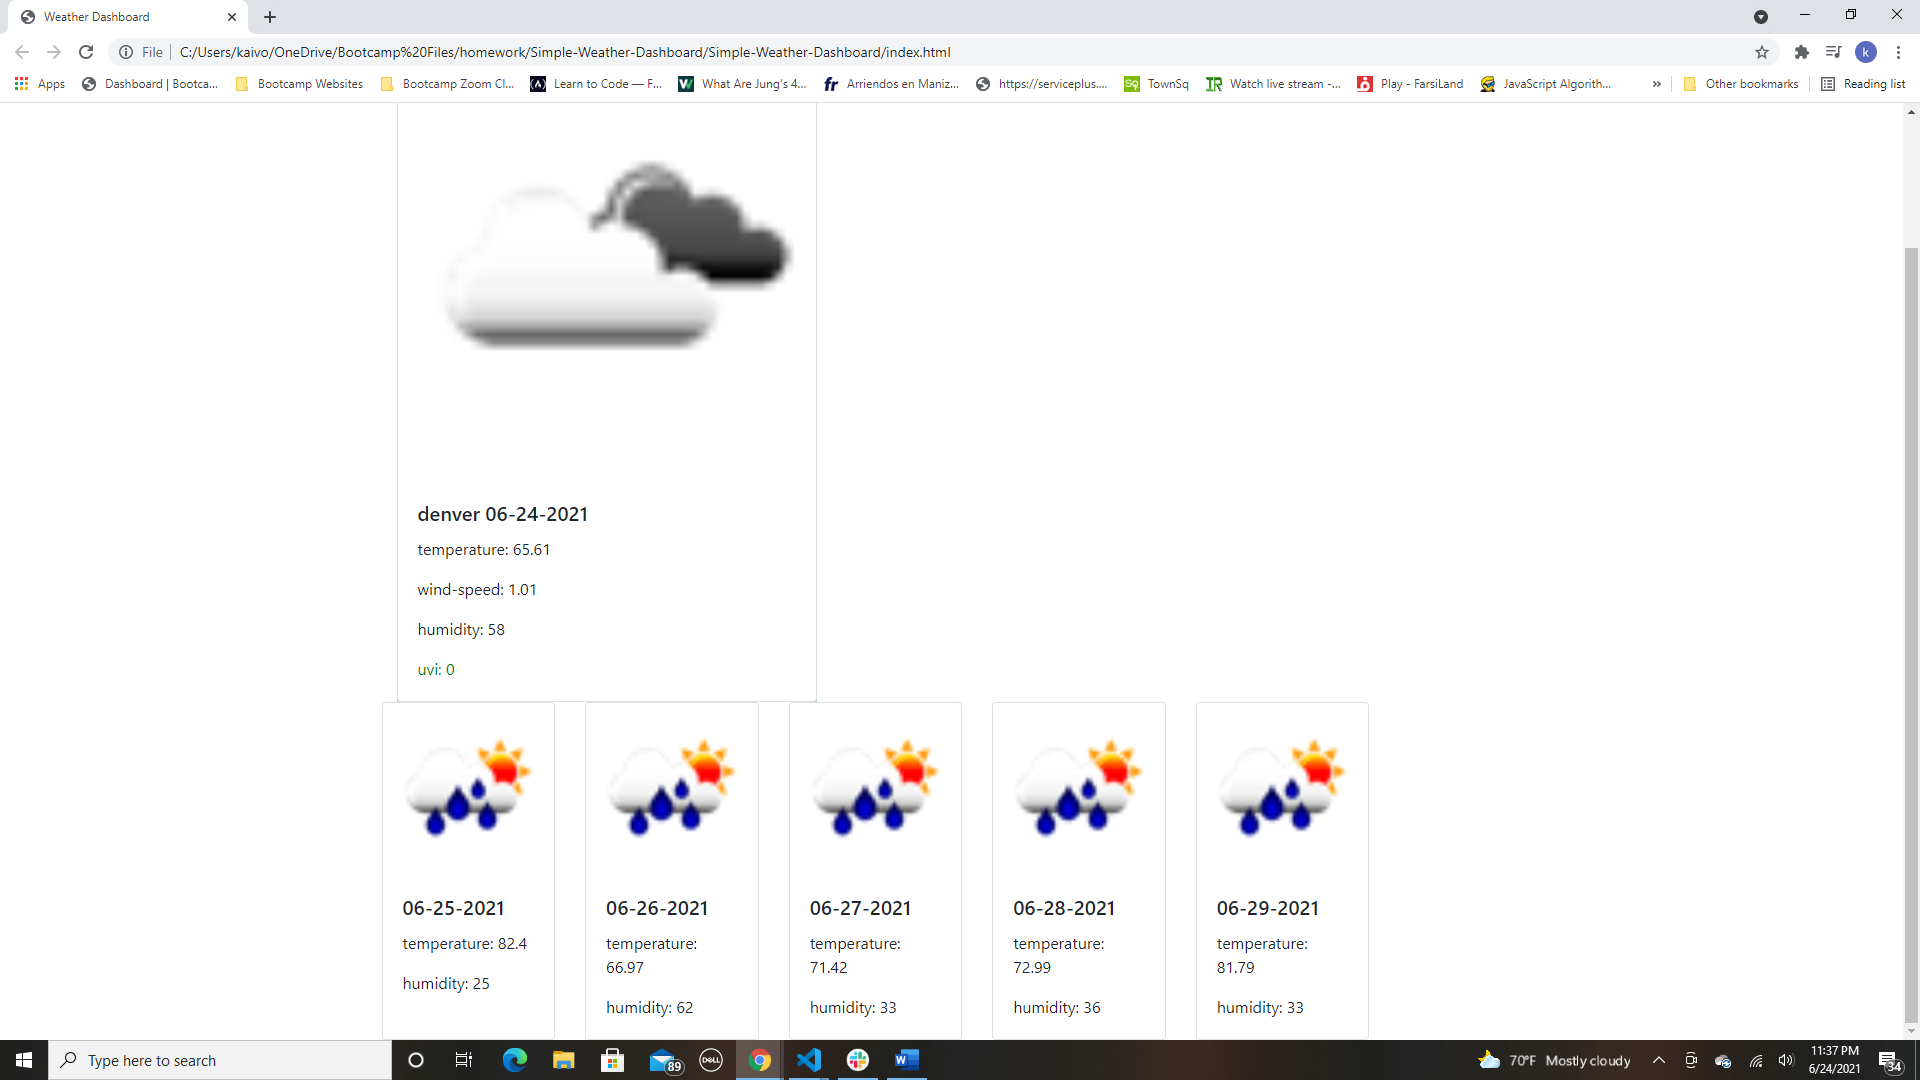 Weather Dashboard
File C:/Users/kaivo/OneDrive/Bootcamp%20Files/homework/Simple-Weather-Dashboard/Simple-Weather-Dashboard/index.html
k
Apps Dashboard | Bootca... Bootcamp Websites Bootcamp Zoom Cl... Learn to Code — F... What Are Jung's 4... fr Arriendos en Maniz... https://serviceplus.... SQ TownSq Watch live stream -... Play - FarsiLand JavaScript Algorith... » Other bookmarks Reading list
denver 06-24-2021
temperature: 65.61
wind-speed: 1.01
humidity: 58
uvi: 0
06-25-2021
temperature: 82.4
humidity: 25
06-26-2021
temperature:
66.97
humidity: 62
06-27-2021
temperature:
71.42
humidity: 33
06-28-2021
temperature:
72.99
humidity: 36
06-29-2021
temperature:
81.79
humidity: 33
Type here to search
89
DELL
70°F Mostly cloudy
11:37 PM
6/24/2021
34